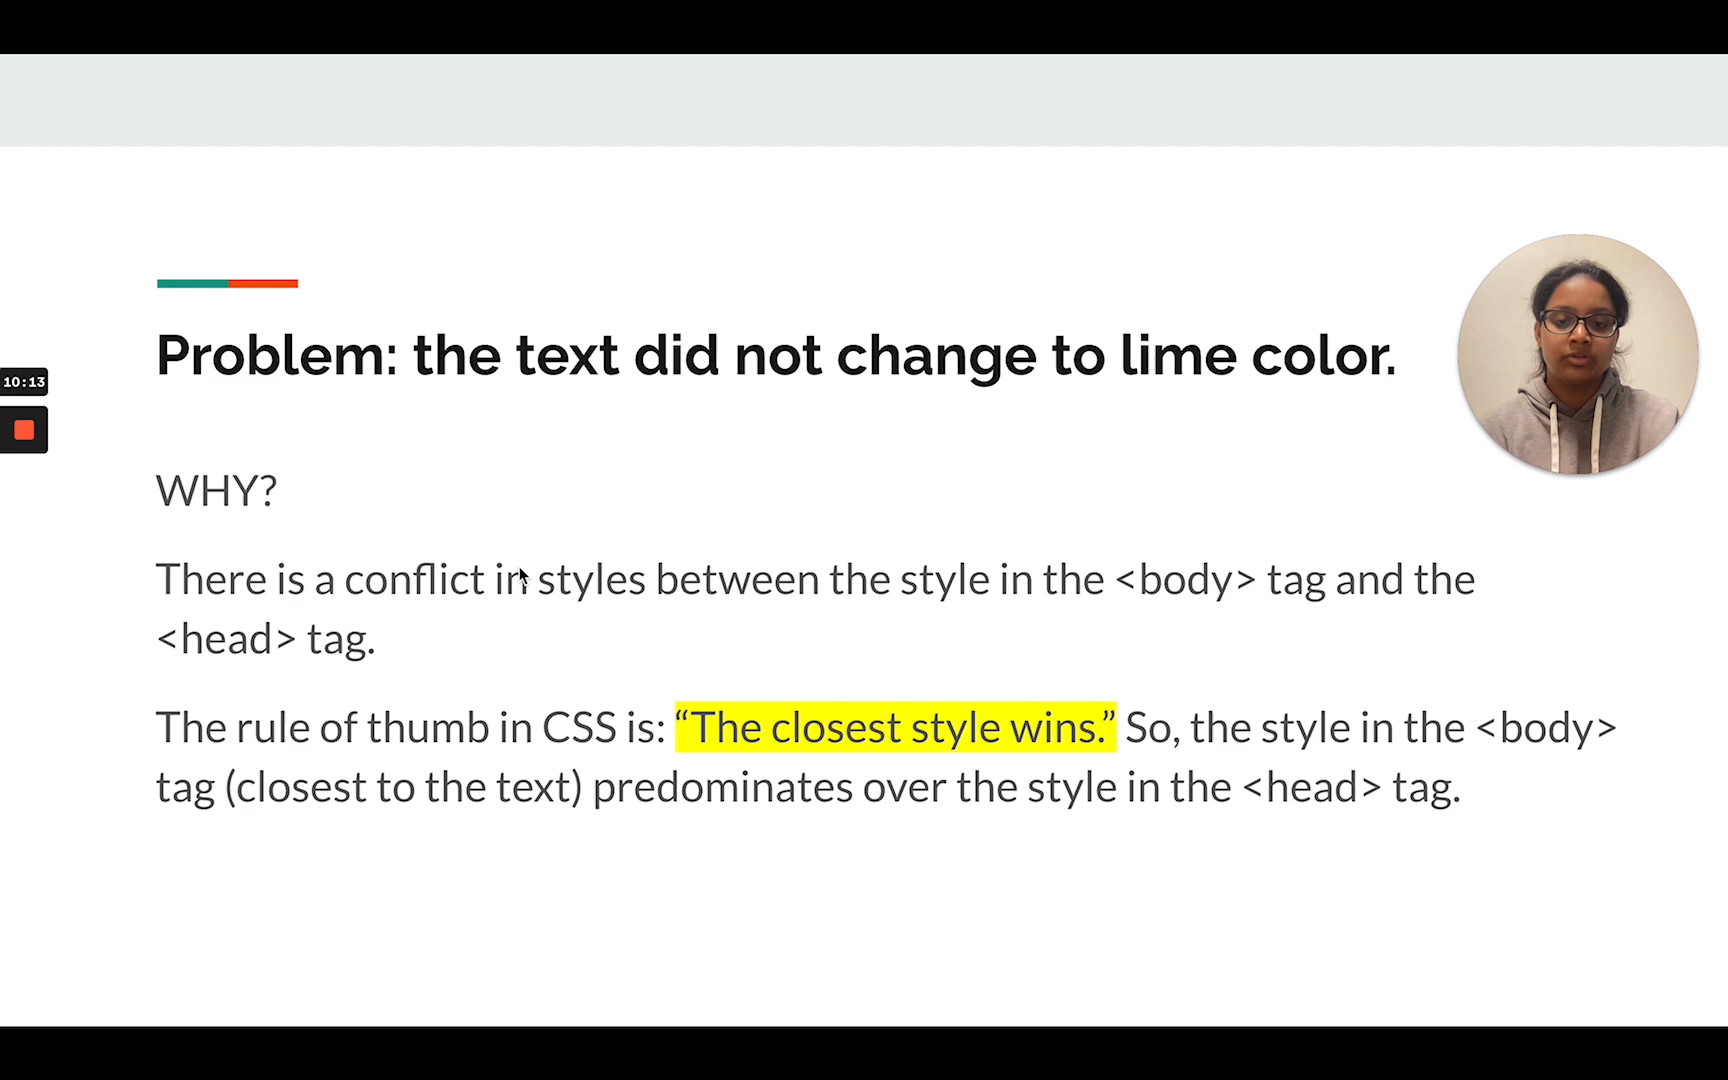 Problem: the text did not change to lime color.
10:13
WHY?
There is a conflict in styles between the style in the <body> tag and the
<head> tag.
The rule of thumb in CSS is: “The closest style wins.” So, the style in the <body>
tag (closest to the text) predominates over the style in the <head> tag.